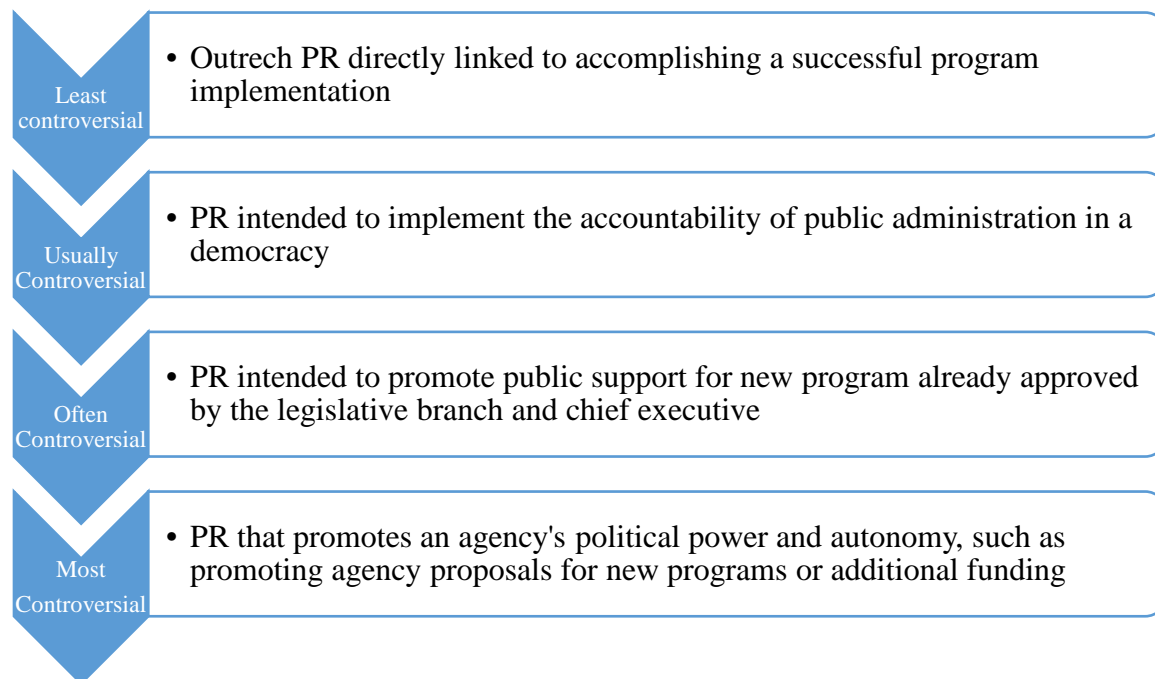 Least
controversial
• Outrech PR directly linked to accomplishing a successful program
implementation
Usually
Controversial
• PR intended to implement the accountability of public administration in a
democracy
Often
Controversial
• PR intended to promote public support for new program already approved
by the legislative branch and chief executive
Most
Controversial
• PR that promotes an agency's political power and autonomy, such as
promoting agency proposals for new programs or additional funding